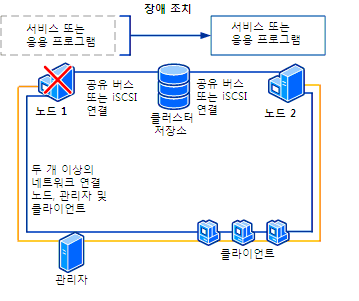 장애 조치
서비스 또는
응용 프로그램
서비스 또는
응용 프로그램
공유 버스
또는 iSCSI
연결
공유 버스
또는 iSCSI
연결
노드 1
클러스터
저장소
노드 2
두 개 이상의
네트워크 연결
노드, 관리자 및
클라이언트
관리자
클라이언트